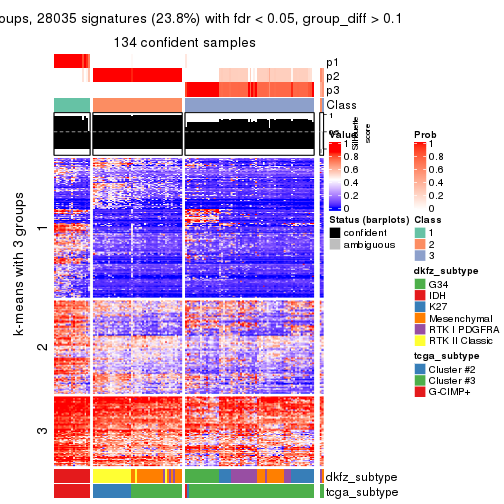 oups, 28035 signatures (23.8%) with fdr < 0.05, group_diff > 0.1
134 confident samples
p1
p2
p3
Class
1
0
Silhouette
score
k-means with 3 groups
1
2
3
dkfz_subtype
tcga_subtype
Value
1
0.8
0.6
0.4
0.2
0
Prob
1
0.8
0.6
0.4
0.2
0
Status (barplots)
confident
ambiguous
Class
1
2
3
dkfz_subtype
G34
IDH
K27
Mesenchymal
RTK I PDGFRA
RTK II Classic
tcga_subtype
Cluster #2
Cluster #3
G-CIMP+